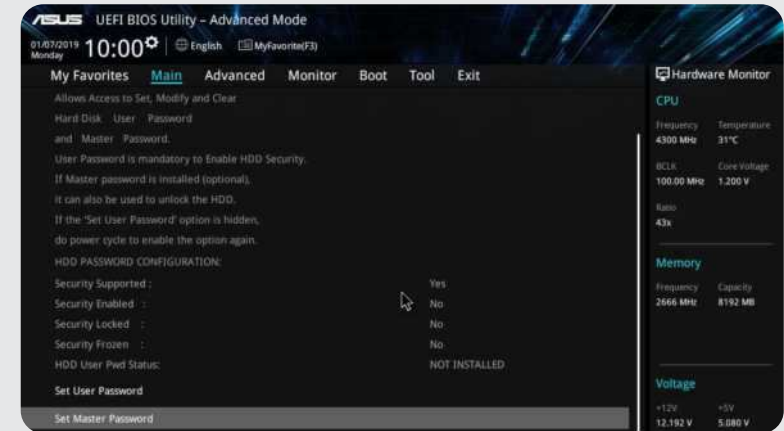 ASUS UEFI BIOS Utility – Advanced Mode
01/07/2019
Monday
10:00
English
MyFavorite(F3)
My Favorites Main Advanced Monitor Boot Tool Exit
Allows Access to Set, Modify and Clear
Hard Disk User Password
and Master Password.
User Password is mandatory to Enable HDD Security.
If Master password is installed (optional),
it can also be used to unlock the HDD.
If the 'Set User Password' option is hidden,
do power cycle to enable the option again.
HDD PASSWORD CONFIGURATION:
Security Supported : Yes
Security Enabled : No
Security Locked : No
Security Frozen : No
HDD User Pwd Status: NOT INSTALLED
Set User Password
Set Master Password
Hardware Monitor
CPU
Frequency Temperature
4300 MHz 31°C
BCLK Core Voltage
100.00 MHz 1.200 V
Ratio
43x
Memory
Frequency Capacity
2666 MHz 8192 MB
Voltage
+12V +5V
12.192 V 5.080 V